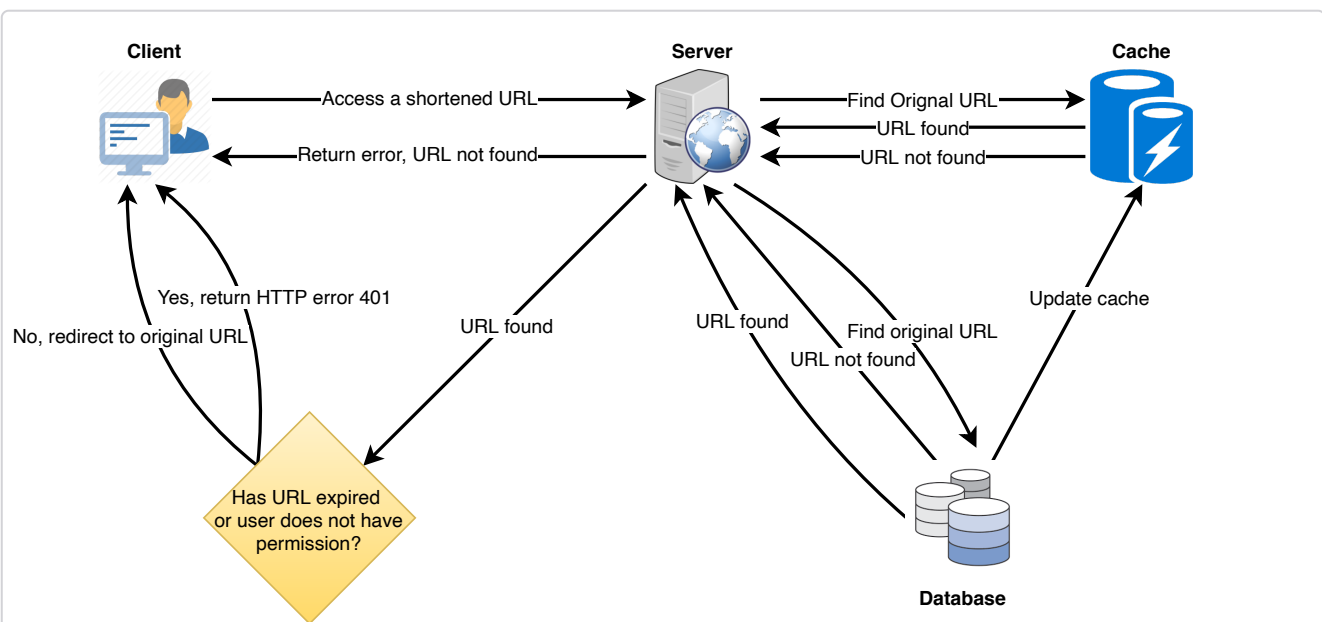 Client
Server
Cache
Access a shortened URL
Find Orignal URL
URL found
Return error, URL not found
URL not found
Yes, return HTTP error 401
No, redirect to original URL
URL found
URL found
Find original URL
URL not found
Update cache
Has URL expired
or user does not have
permission?
Database